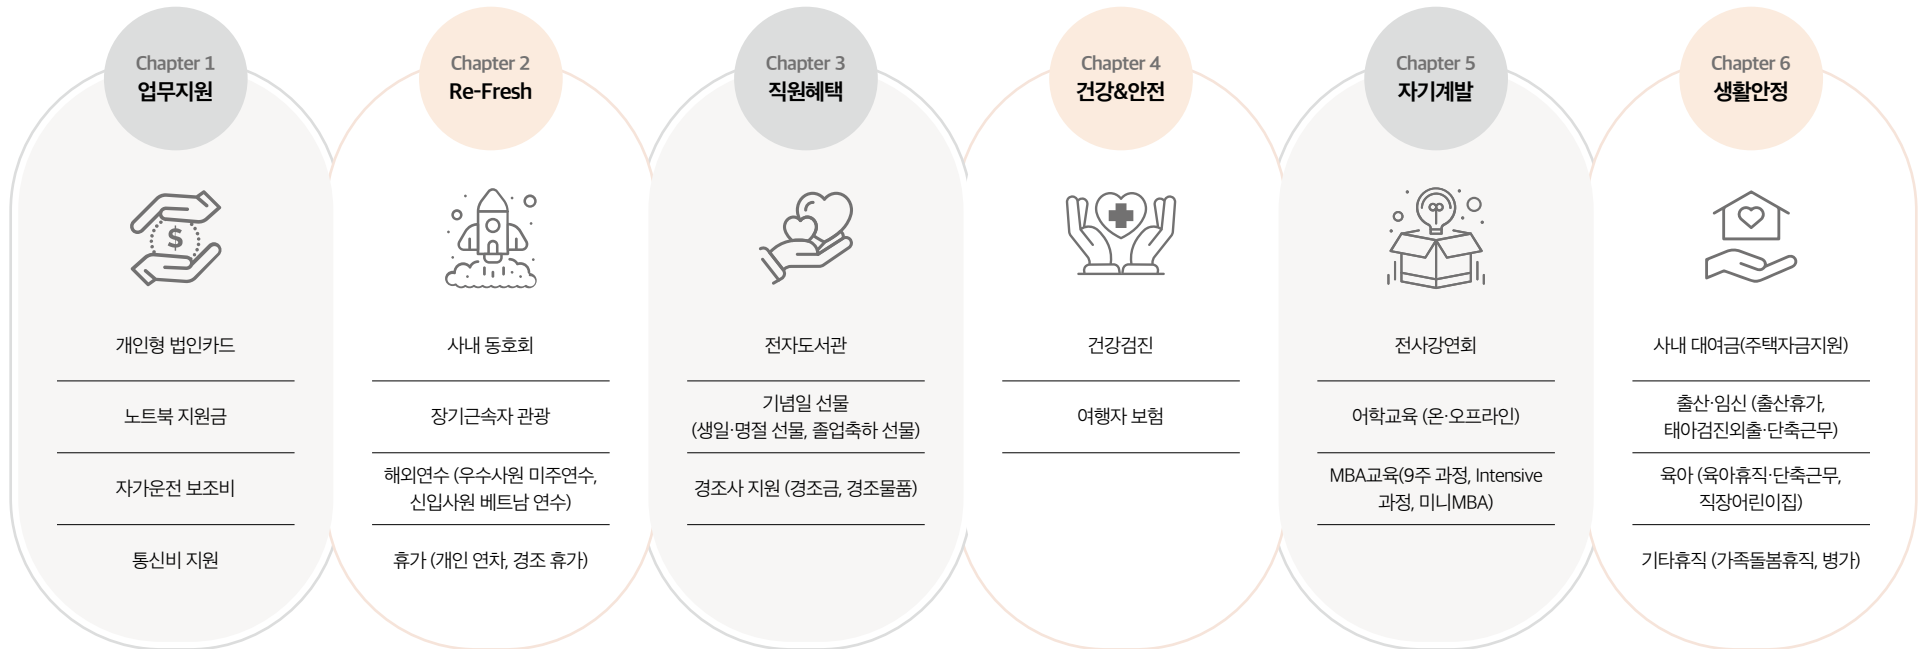 Chapter 1
업무지원
$
개인형 법인카드
노트북 지원금
자가운전 보조비
통신비 지원
Chapter 2
Re-Fresh
사내 동호회
장기근속자 관광
해외연수 (우수사원 미주연수,
신입사원 베트남 연수)
휴가 (개인 연차, 경조 휴가)
Chapter 3
직원혜택
전자도서관
기념일 선물
(생일·명절 선물, 졸업축하 선물)
경조사 지원 (경조금, 경조물품)
Chapter 4
건강&안전
건강검진
여행자 보험
Chapter 5
자기계발
전사강연회
어학교육 (온·오프라인)
MBA교육(9주 과정, Intensive
과정, 미니MBA)
Chapter 6
생활안정
사내 대여금(주택자금지원)
출산·임신 (출산휴가,
태아검진외출·단축근무)
육아 (육아휴직·단축근무,
직장어린이집)
기타휴직 (가족돌봄휴직, 병가)